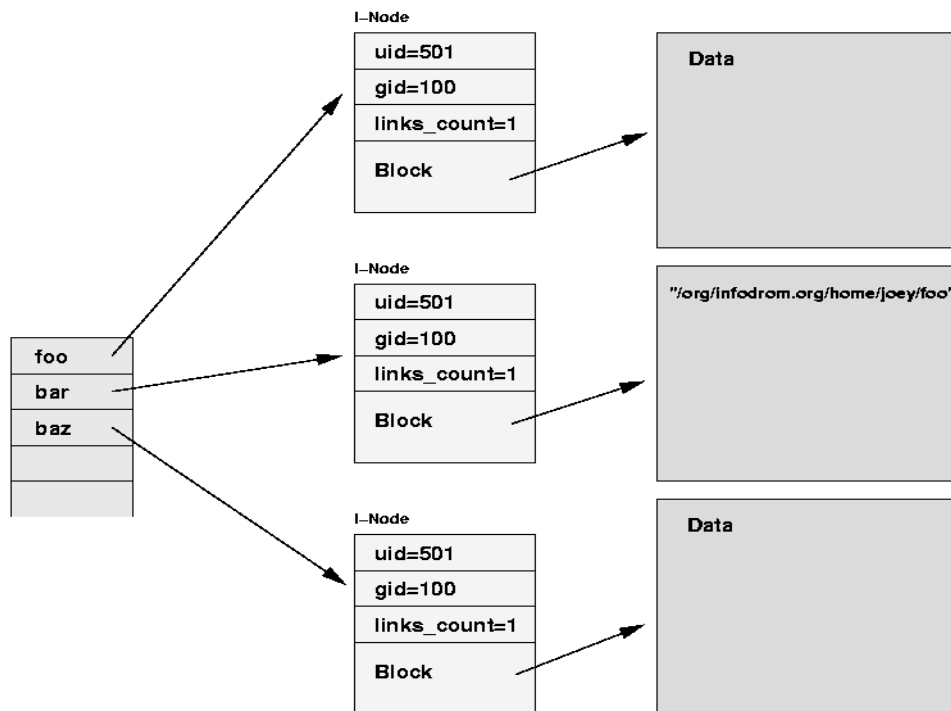 I-Node
uid=501
gid=100
links_count=1
Block
Data
I-Node
uid=501
gid=100
links_count=1
Block
"/org/infodrom.org/home/joey/foo"
foo
bar
baz
I-Node
uid=501
gid=100
links_count=1
Block
Data